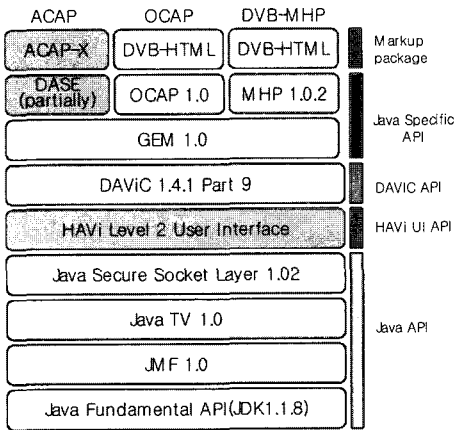 ACAP OCAP DVB-MHP
ACAP-X DVB-HTML DVB-HTML Markup package
DASE (partially) OCAP 1.0 MHP 1.0.2
GEM 1.0 Java Specific API
DAViC 1.4.1 Part 9 DAVIC API
HAVi Level 2 User Interface HAVi UI API
Java Secure Socket Layer 1.02
Java TV 1.0 Java API
JMF 1.0
Java Fundamental API(JDK1.1.8)